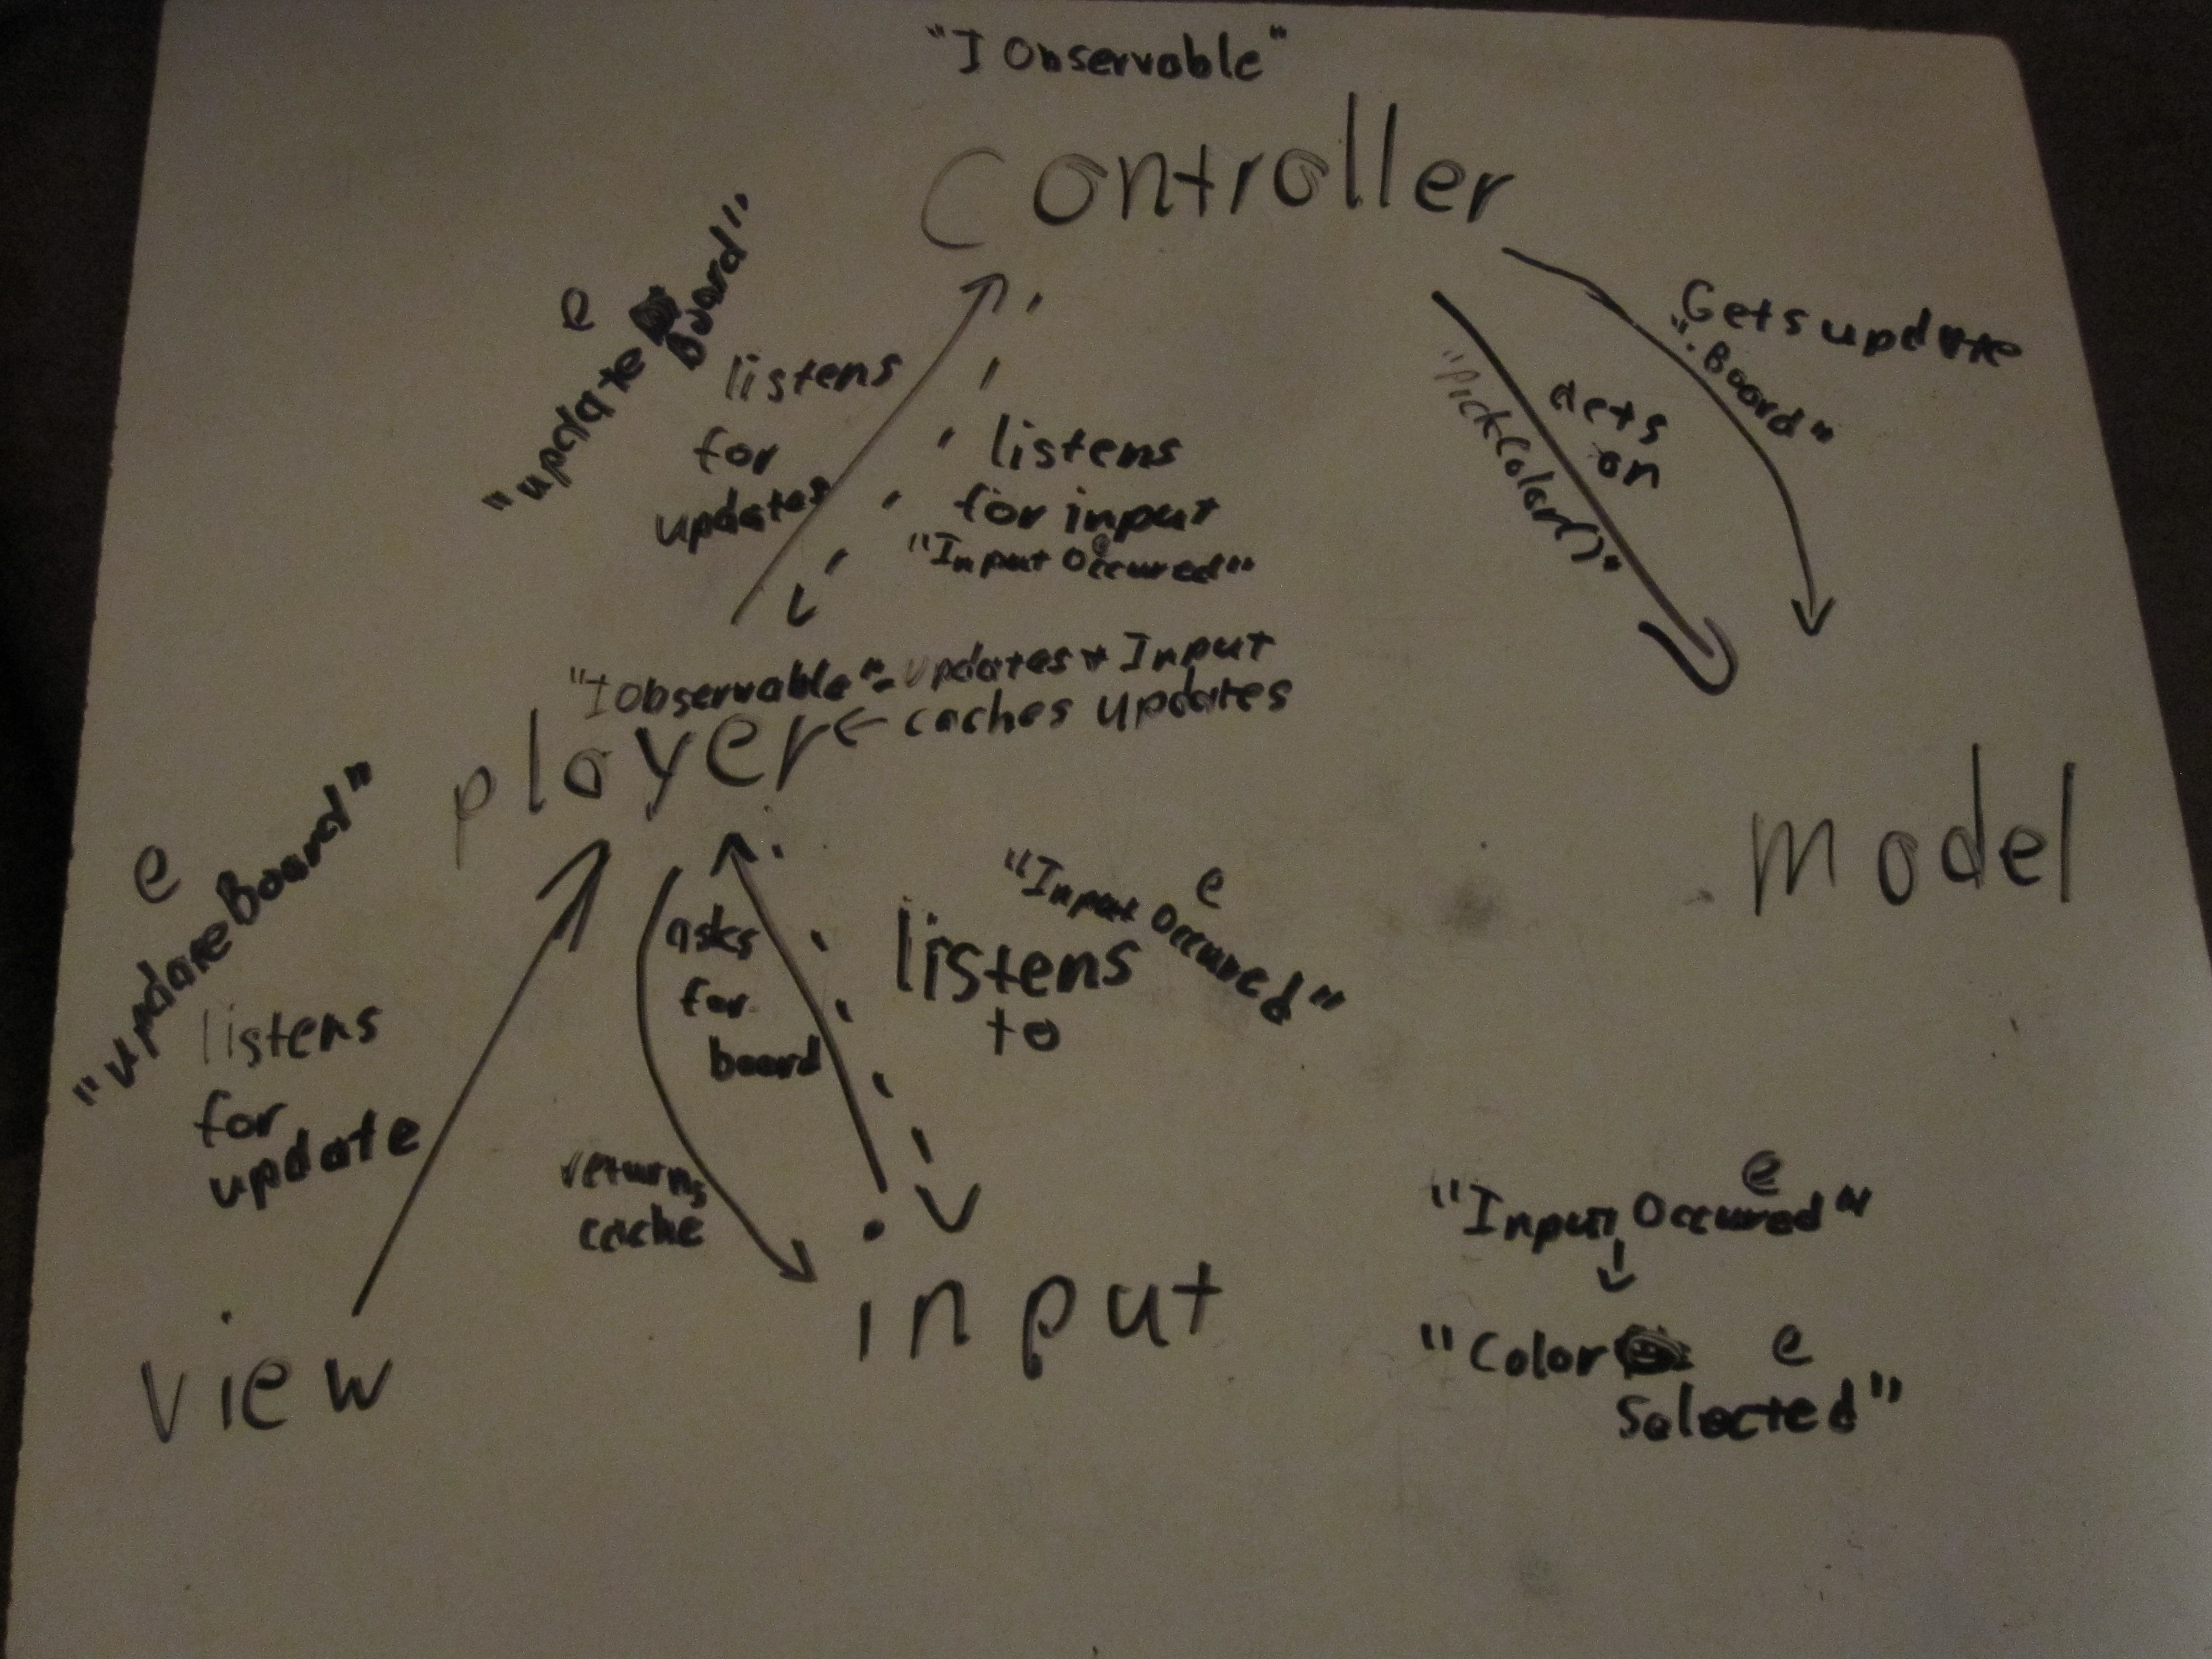 "IObservable"
Controller
Gets update
".Board"
acts
on
"PickColor()"
model
e
"update Board"
listens
for
updates
listens
for input
e
"Input Occured"
"IObservable": updates + Input
player ← caches updates
e
"Input Occured"
listens
to
asks
for
board
returns
cache
input
e
"updateBoard"
listens
for
update
view
e
"Input Occured"
e
"Color
Selected"